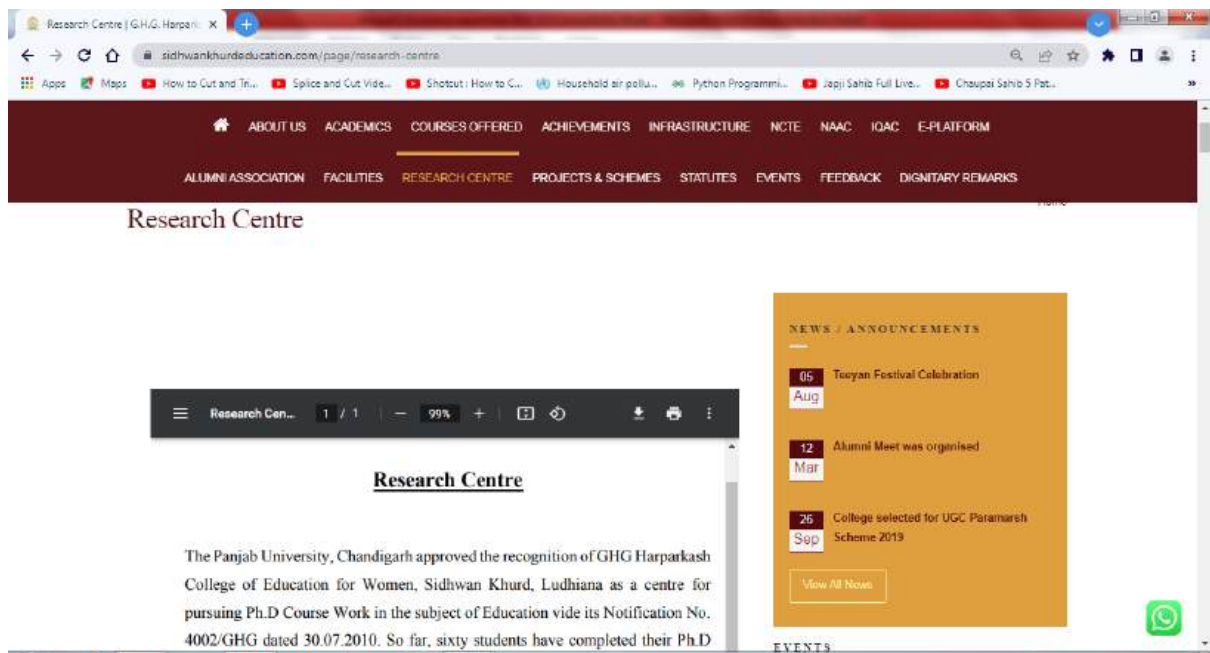 Research Centre | G.H.G. Harpark
sidhwankhurdeducation.com/page/research-centre
Apps Maps How to Cut and Tri... Splice and Cut Vide... Shotcut : How to C... Household air pollu... Python Programmi... Japji Sahib Full Live... Chaupai Sahib 5 Pat...
ABOUT US ACADEMICS COURSES OFFERED ACHIEVEMENTS INFRASTRUCTURE NCTE NAAC IQAC E-PLATFORM
ALUMNI ASSOCIATION FACILITIES RESEARCH CENTRE PROJECTS & SCHEMES STATUTES EVENTS FEEDBACK DIGNITARY REMARKS
Home
Research Centre
Research Cen... 1 / 1 99%
Research Centre
The Panjab University, Chandigarh approved the recognition of GHG Harparkash
College of Education for Women, Sidhwan Khurd, Ludhiana as a centre for
pursuing Ph.D Course Work in the subject of Education vide its Notification No.
4002/GHG dated 30.07.2010. So far, sixty students have completed their Ph.D
NEWS / ANNOUNCEMENTS
05 Teeyan Festival Celebration
Aug
12 Alumni Meet was organised
Mar
26 College selected for UGC Paramarsh
Sep Scheme 2019
View All News
EVENTS